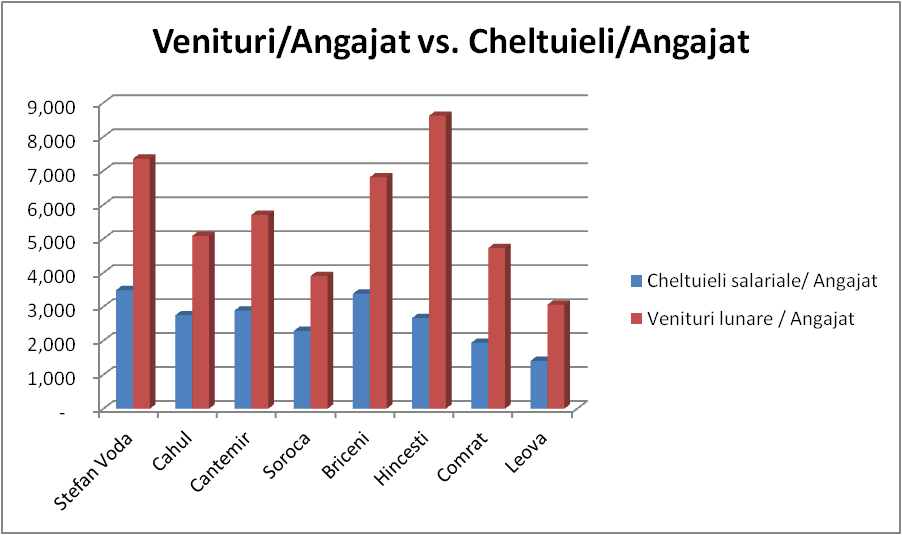 Venituri/Angajat vs. Cheltuieli/Angajat
9,000
8,000
7,000
6,000
5,000
4,000
3,000
2,000
1,000
-
Stefan Voda
Cahul
Cantemir
Soroca
Briceni
Hincesti
Comrat
Leova
Cheltuieli salariale/ Angajat
Venituri lunare / Angajat